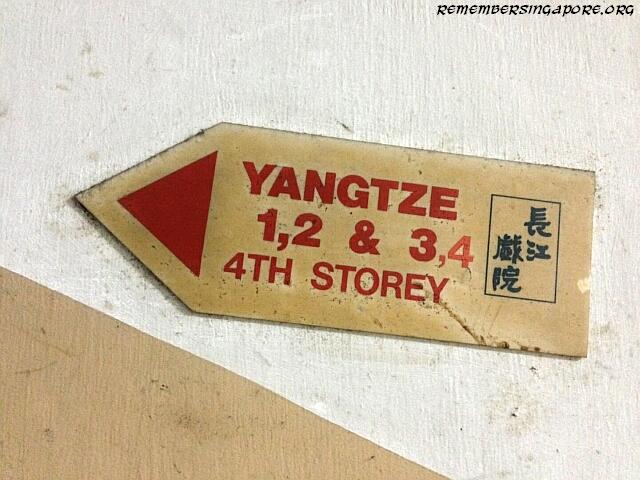 REMEMBERSINGAPORE.ORG
YANGTZE
1,2 & 3,4
4TH STOREY
長江
戲院